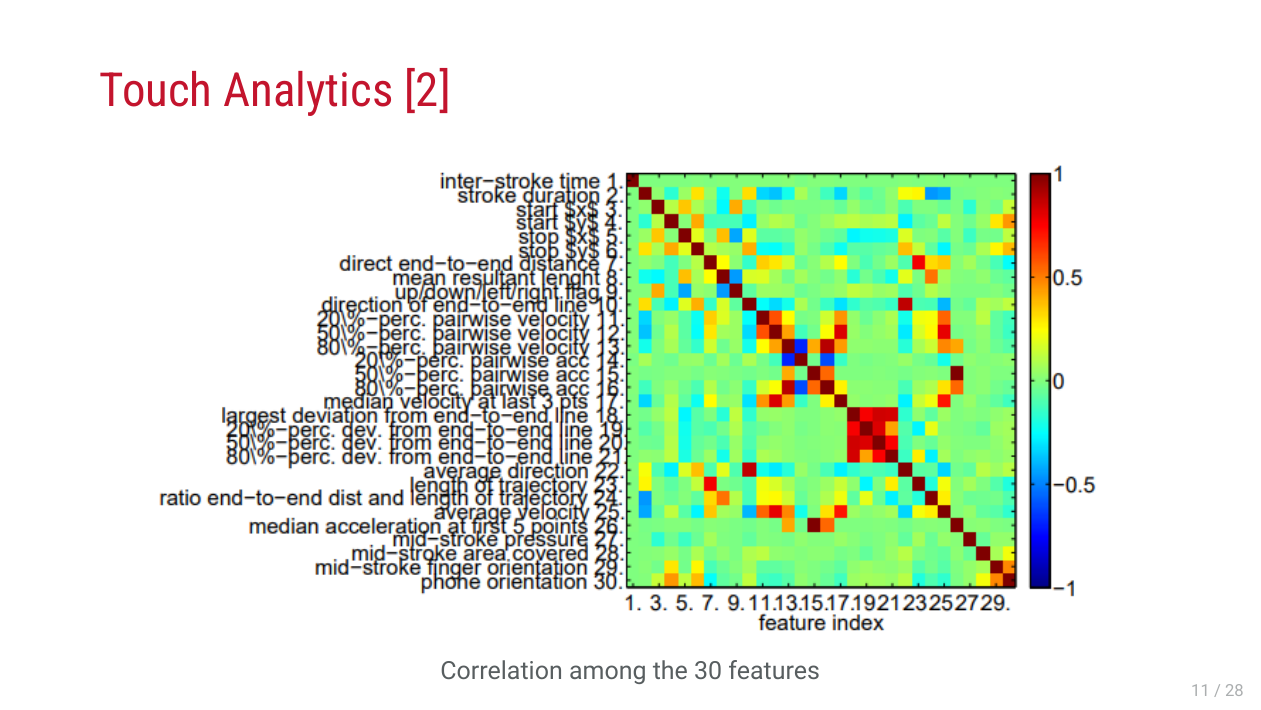 Touch Analytics [2]
inter−stroke time 1.
stroke duration 2.
start $x$ 3.
start $y$ 4.
stop $x$ 5.
stop $y$ 6.
direct end−to−end distance 7.
mean resultant lenght 8.
up/down/left/right flag 9.
direction of end−to−end line 10.
20\%−perc. pairwise velocity 11.
50\%−perc. pairwise velocity 12.
80\%−perc. pairwise velocity 13.
20\%−perc. pairwise acc 14.
50\%−perc. pairwise acc 15.
80\%−perc. pairwise acc 16.
median velocity at last 3 pts 17.
largest deviation from end−to−end line 18.
20\%−perc. dev. from end−to−end line 19.
50\%−perc. dev. from end−to−end line 20.
80\%−perc. dev. from end−to−end line 21.
average direction 22.
length of trajectory 23.
ratio end−to−end dist and length of trajectory 24.
average velocity 25.
median acceleration at first 5 points 26.
mid−stroke pressure 27.
mid−stroke area covered 28.
mid−stroke finger orientation 29.
phone orientation 30.
1. 3. 5. 7. 9. 11.13.15.17.19.21.23.25.27.29.
feature index
1
0.5
0
−0.5
−1
Correlation among the 30 features
11 / 28